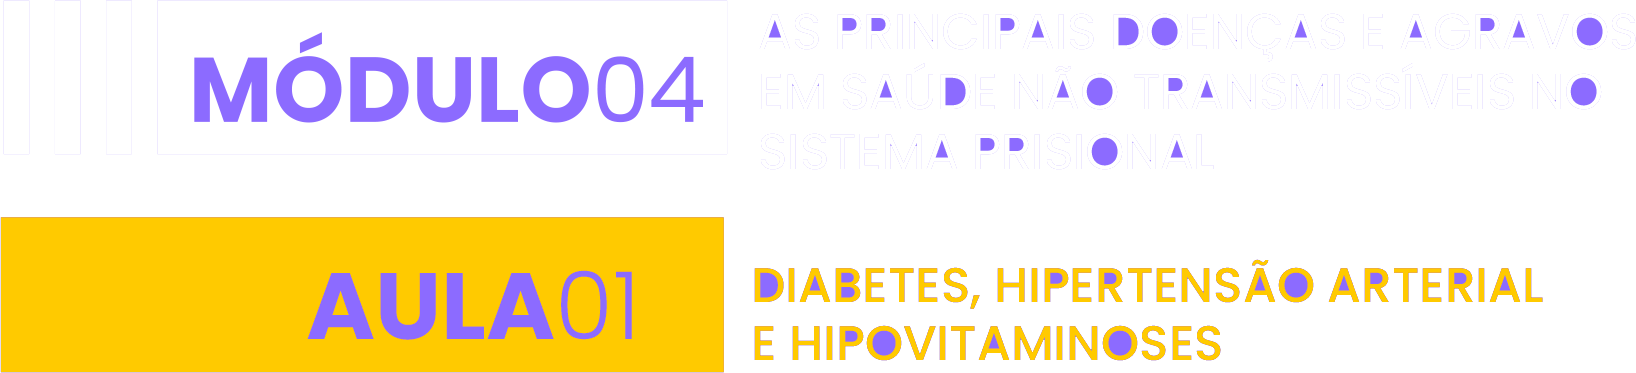 MÓDULO04
AS PRINCIPAIS DOENÇAS E AGRAVOS
EM SAÚDE NÃO TRANSMISSÍVEIS NO
SISTEMA PRISIONAL
AULA01
DIABETES, HIPERTENSÃO ARTERIAL
E HIPOVITAMINOSES